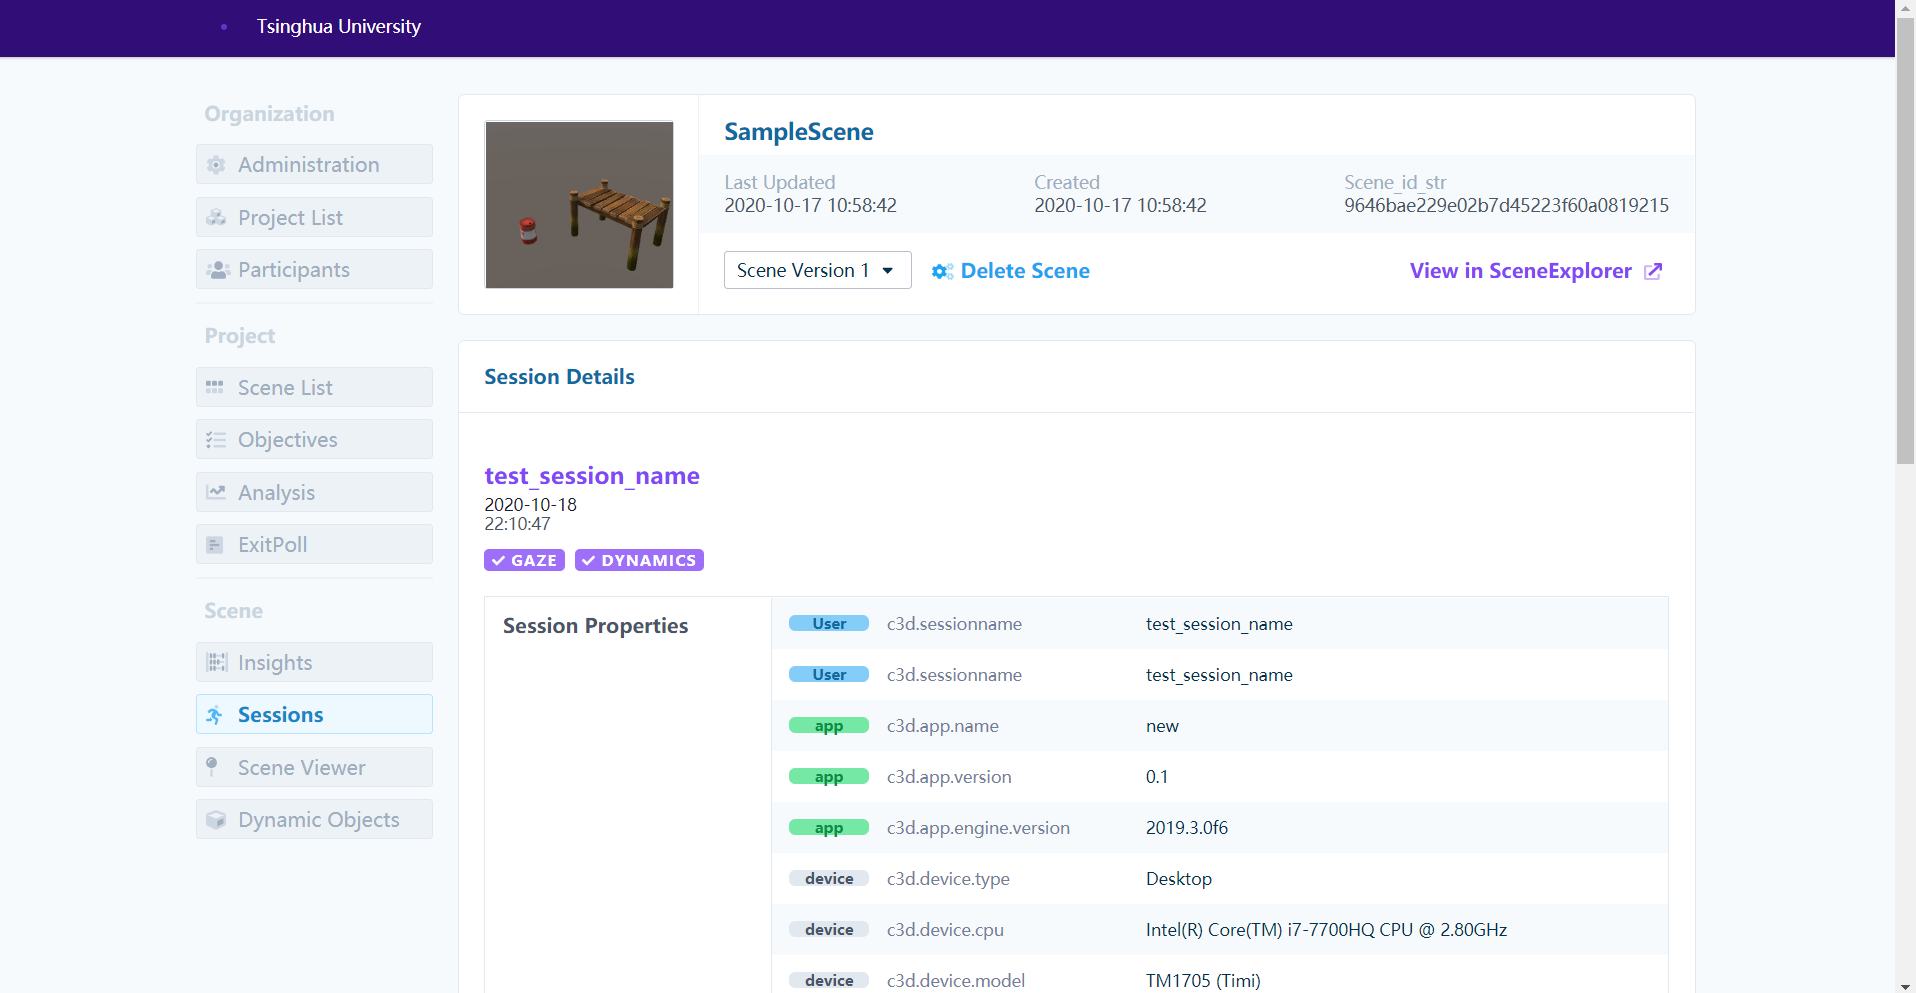 Tsinghua University
Organization
Administration
Project List
Participants
Project
Scene List
Objectives
Analysis
ExitPoll
Scene
Insights
Sessions
Scene Viewer
Dynamic Objects
SampleScene
Last Updated Created Scene_id_str
2020-10-17 10:58:42 2020-10-17 10:58:42 9646bae229e02b7d45223f60a0819215
Scene Version 1 Delete Scene View in SceneExplorer
Session Details
test_session_name
2020-10-18
22:10:47
GAZE DYNAMICS
Session Properties
User c3d.sessionname test_session_name
User c3d.sessionname test_session_name
app c3d.app.name new
app c3d.app.version 0.1
app c3d.app.engine.version 2019.3.0f6
device c3d.device.type Desktop
device c3d.device.cpu Intel(R) Core(TM) i7-7700HQ CPU @ 2.80GHz
device c3d.device.model TM1705 (Timi)